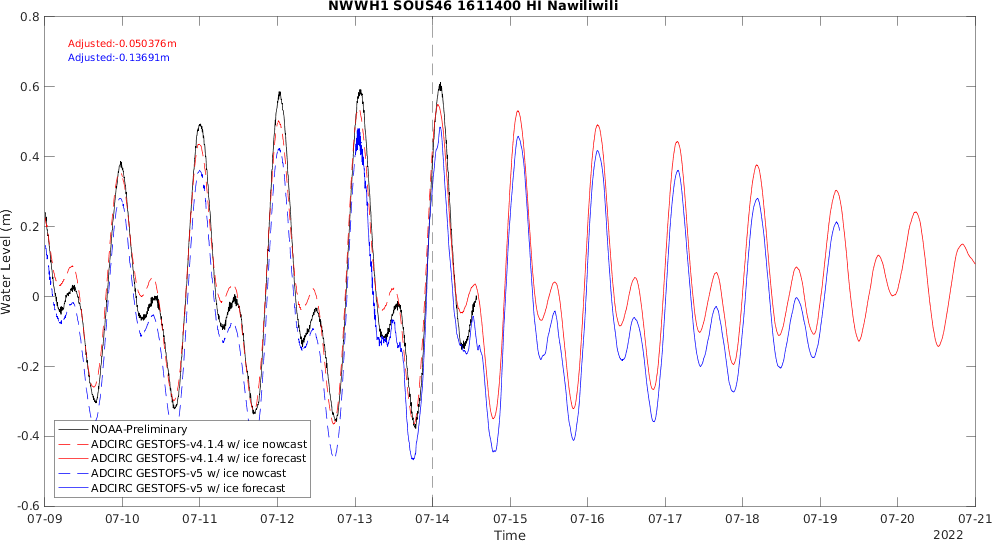 NWWH1 SOUS46 1611400 HI Nawiliwili
Adjusted:-0.050376m
Adjusted:-0.13691m
0.8
0.6
0.4
0.2
0
-0.2
-0.4
-0.6
Water Level (m)
NOAA-Preliminary
ADCIRC GESTOFS-v4.1.4 w/ ice nowcast
ADCIRC GESTOFS-v4.1.4 w/ ice forecast
ADCIRC GESTOFS-v5 w/ ice nowcast
ADCIRC GESTOFS-v5 w/ ice forecast
07-09 07-10 07-11 07-12 07-13 07-14 07-15 07-16 07-17 07-18 07-19 07-20 07-21
Time
2022